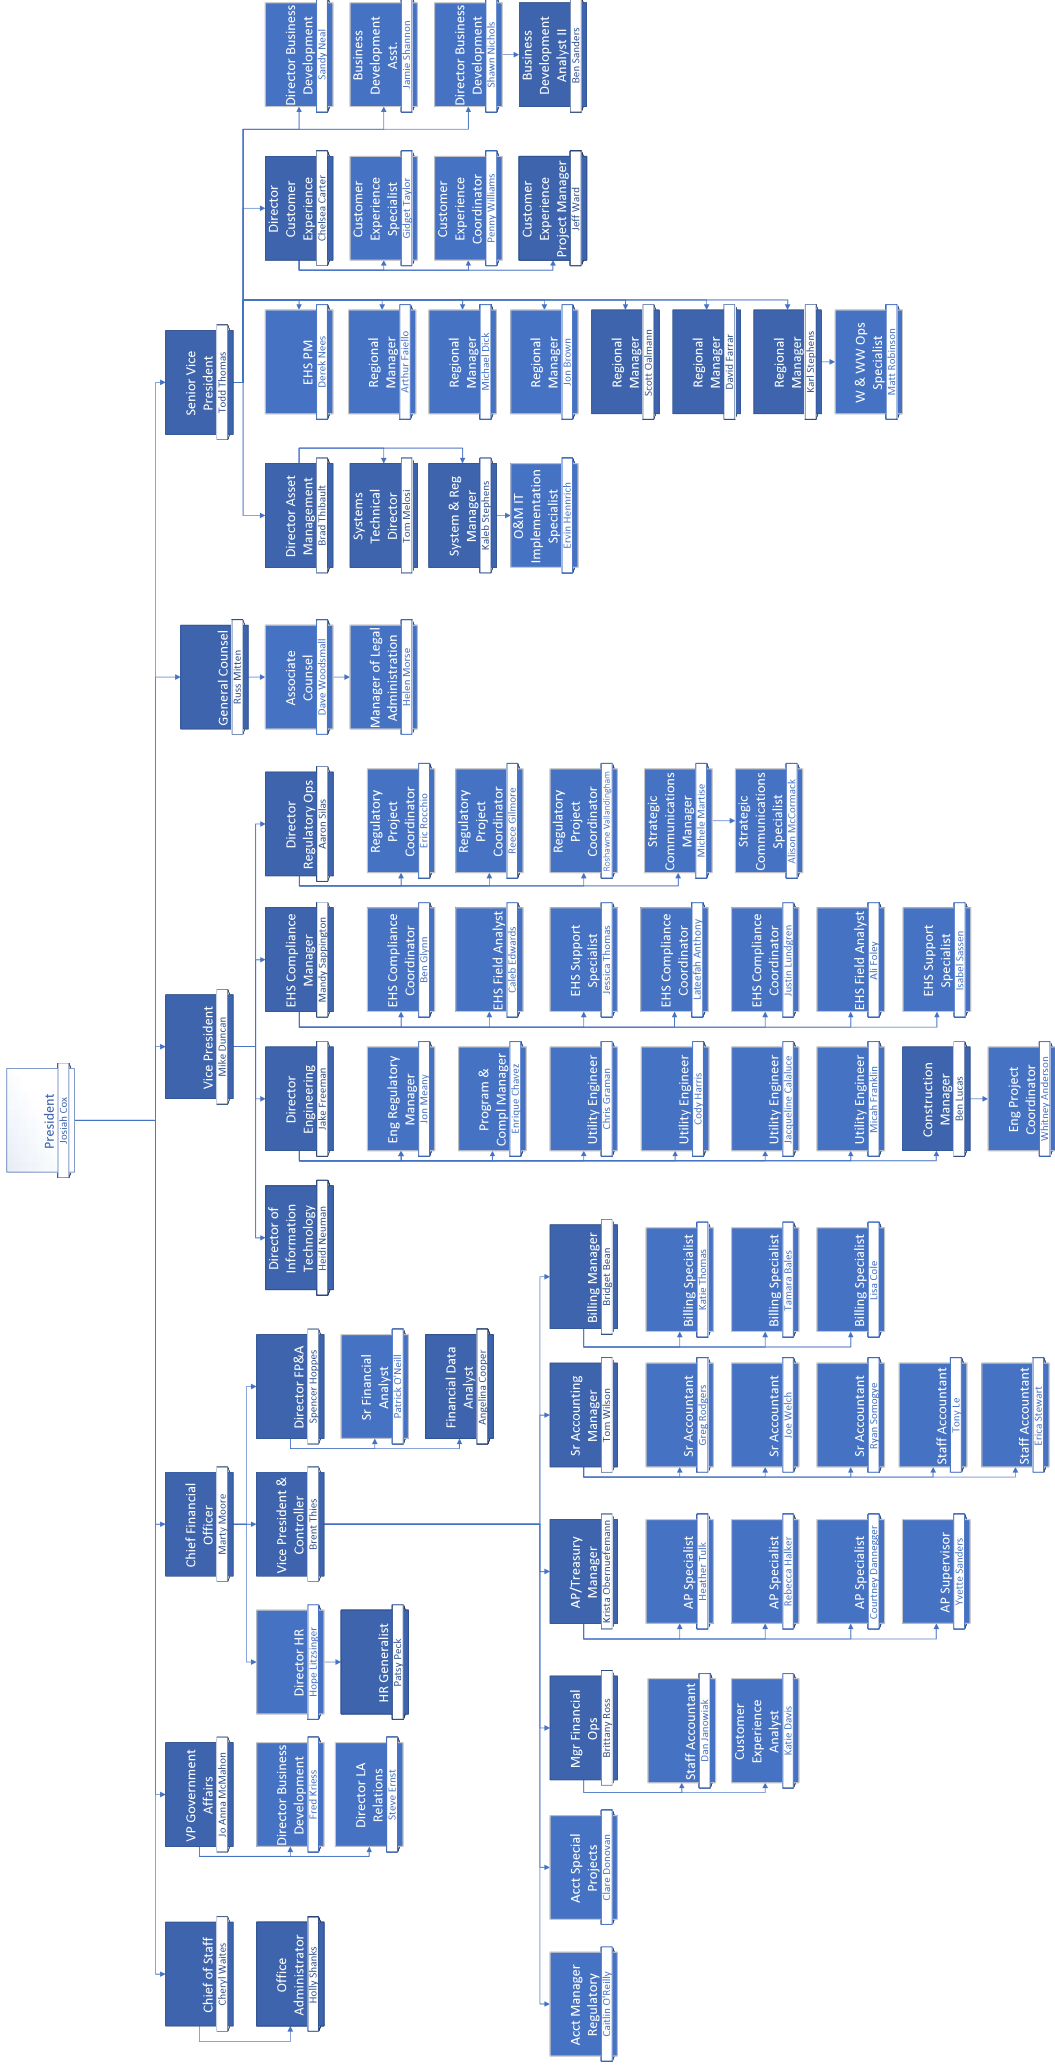 President
Josiah Cox
Chief of Staff
Cheryl Waites
Office
Administrator
Holly Shanks
VP Government
Affairs
Jo Anna McMahon
Director Business
Development
Fred Kriess
Director LA
Relations
Steve Ernst
Chief Financial
Officer
Marty Moore
Director HR
Hope Litzsinger
HR Generalist
Patsy Peck
Vice President &
Controller
Brent Thies
Director FP&A
Spencer Hoppes
Sr Financial
Analyst
Patrick O'Neill
Financial Data
Analyst
Angelina Cooper
Acct Manager
Regulatory
Caitlin O'Reilly
Acct Special
Projects
Clare Donovan
Mgr Financial
Ops
Brittany Ross
Staff Accountant
Dan Janowiak
Customer
Experience
Analyst
Katie Davis
AP/Treasury
Manager
Krista Obernuefemann
AP Specialist
Heather Tulk
AP Specialist
Rebecca Halker
AP Specialist
Courtney Dannegger
AP Supervisor
Yvette Sanders
Sr Accounting
Manager
Tom Wilson
Sr Accountant
Greg Rodgers
Sr Accountant
Joe Welch
Sr Accountant
Ryan Somogye
Staff Accountant
Tony Le
Staff Accountant
Erica Stewart
Billing Manager
Bridget Bean
Billing Specialist
Katie Thomas
Billing Specialist
Tamara Bales
Billing Specialist
Lisa Cole
Vice President
Mike Duncan
Director of
Information
Technology
Heidi Neuman
Director
Engineering
Jake Freeman
Eng Regulatory
Manager
Jon Meany
Program &
Compl Manager
Enrique Chavez
Utility Engineer
Chris Graman
Utility Engineer
Cody Harris
Utility Engineer
Jacqueline Calaluce
Utility Engineer
Micah Franklin
Construction
Manager
Ben Lucas
Eng Project
Coordinator
Whitney Anderson
EHS Compliance
Manager
Mandy Sappington
EHS Compliance
Coordinator
Ben Glynn
EHS Field Analyst
Caleb Edwards
EHS Support
Specialist
Jessica Thomas
EHS Compliance
Coordinator
Lateefah Anthony
EHS Compliance
Coordinator
Justin Lundgren
EHS Field Analyst
Ali Foley
EHS Support
Specialist
Isabel Sassen
Director
Regulatory Ops
Aaron Silas
Regulatory
Project
Coordinator
Eric Rocchio
Regulatory
Project
Coordinator
Reece Gilmore
Regulatory
Project
Coordinator
Roshawne Vallandingham
Strategic
Communications
Manager
Michele Martise
Strategic
Communications
Specialist
Alison McCormack
General Counsel
Russ Mitten
Associate
Counsel
Dave Woodsmall
Manager of Legal
Administration
Helen Morse
Senior Vice
President
Todd Thomas
Director Asset
Management
Brad Thibault
Systems
Technical
Director
Tom Melosi
System & Reg
Manager
Kaleb Stephens
O&M IT
Implementation
Specialist
Ervin Hennrich
EHS PM
Derek Nees
Regional
Manager
Arthur Faiello
Regional
Manager
Michael Dick
Regional
Manager
Jon Brown
Regional
Manager
Scott Oalmann
Regional
Manager
David Farrar
Regional
Manager
Karl Stephens
W & WW Ops
Specialist
Matt Robinson
Director
Customer
Experience
Chelsea Carter
Customer
Experience
Specialist
Gidget Taylor
Customer
Experience
Coordinator
Penny Williams
Customer
Experience
Project Manager
Jeff Ward
Director Business
Development
Sandy Neal
Business
Development
Asst.
Jamie Shannon
Director Business
Development
Shawn Nichols
Business
Development
Analyst II
Ben Sanders